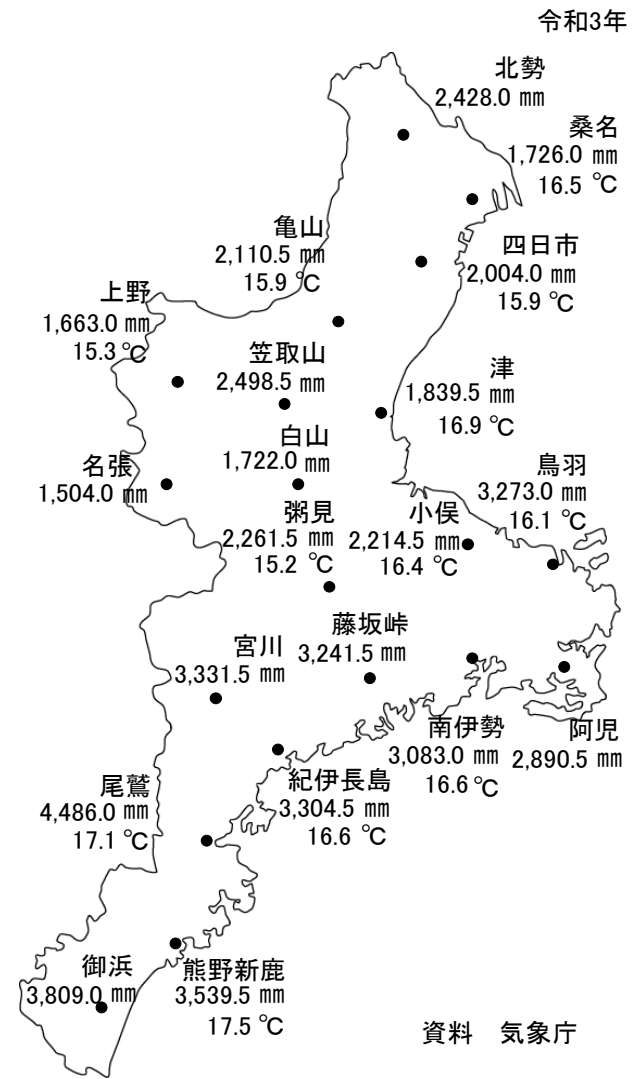 令和3年
北勢
2,428.0 ㎜
桑名
1,726.0 ㎜
16.5 ℃
亀山
2,110.5 ㎜
15.9 ℃
四日市
2,004.0 ㎜
15.9 ℃
上野
1,663.0 ㎜
15.3 ℃
笠取山
2,498.5 ㎜
津
1,839.5 ㎜
16.9 ℃
白山
1,722.0 ㎜
名張
1,504.0 ㎜
鳥羽
3,273.0 ㎜
16.1 ℃
粥見
2,261.5 ㎜
15.2 ℃
小俣
2,214.5 ㎜
16.4 ℃
藤坂峠
3,241.5 ㎜
宮川
3,331.5 ㎜
南伊勢
3,083.0 ㎜
16.6 ℃
阿児
2,890.5 ㎜
紀伊長島
3,304.5 ㎜
16.6 ℃
尾鷲
4,486.0 ㎜
17.1 ℃
御浜
3,809.0 ㎜
熊野新鹿
3,539.5 ㎜
17.5 ℃
資料　気象庁